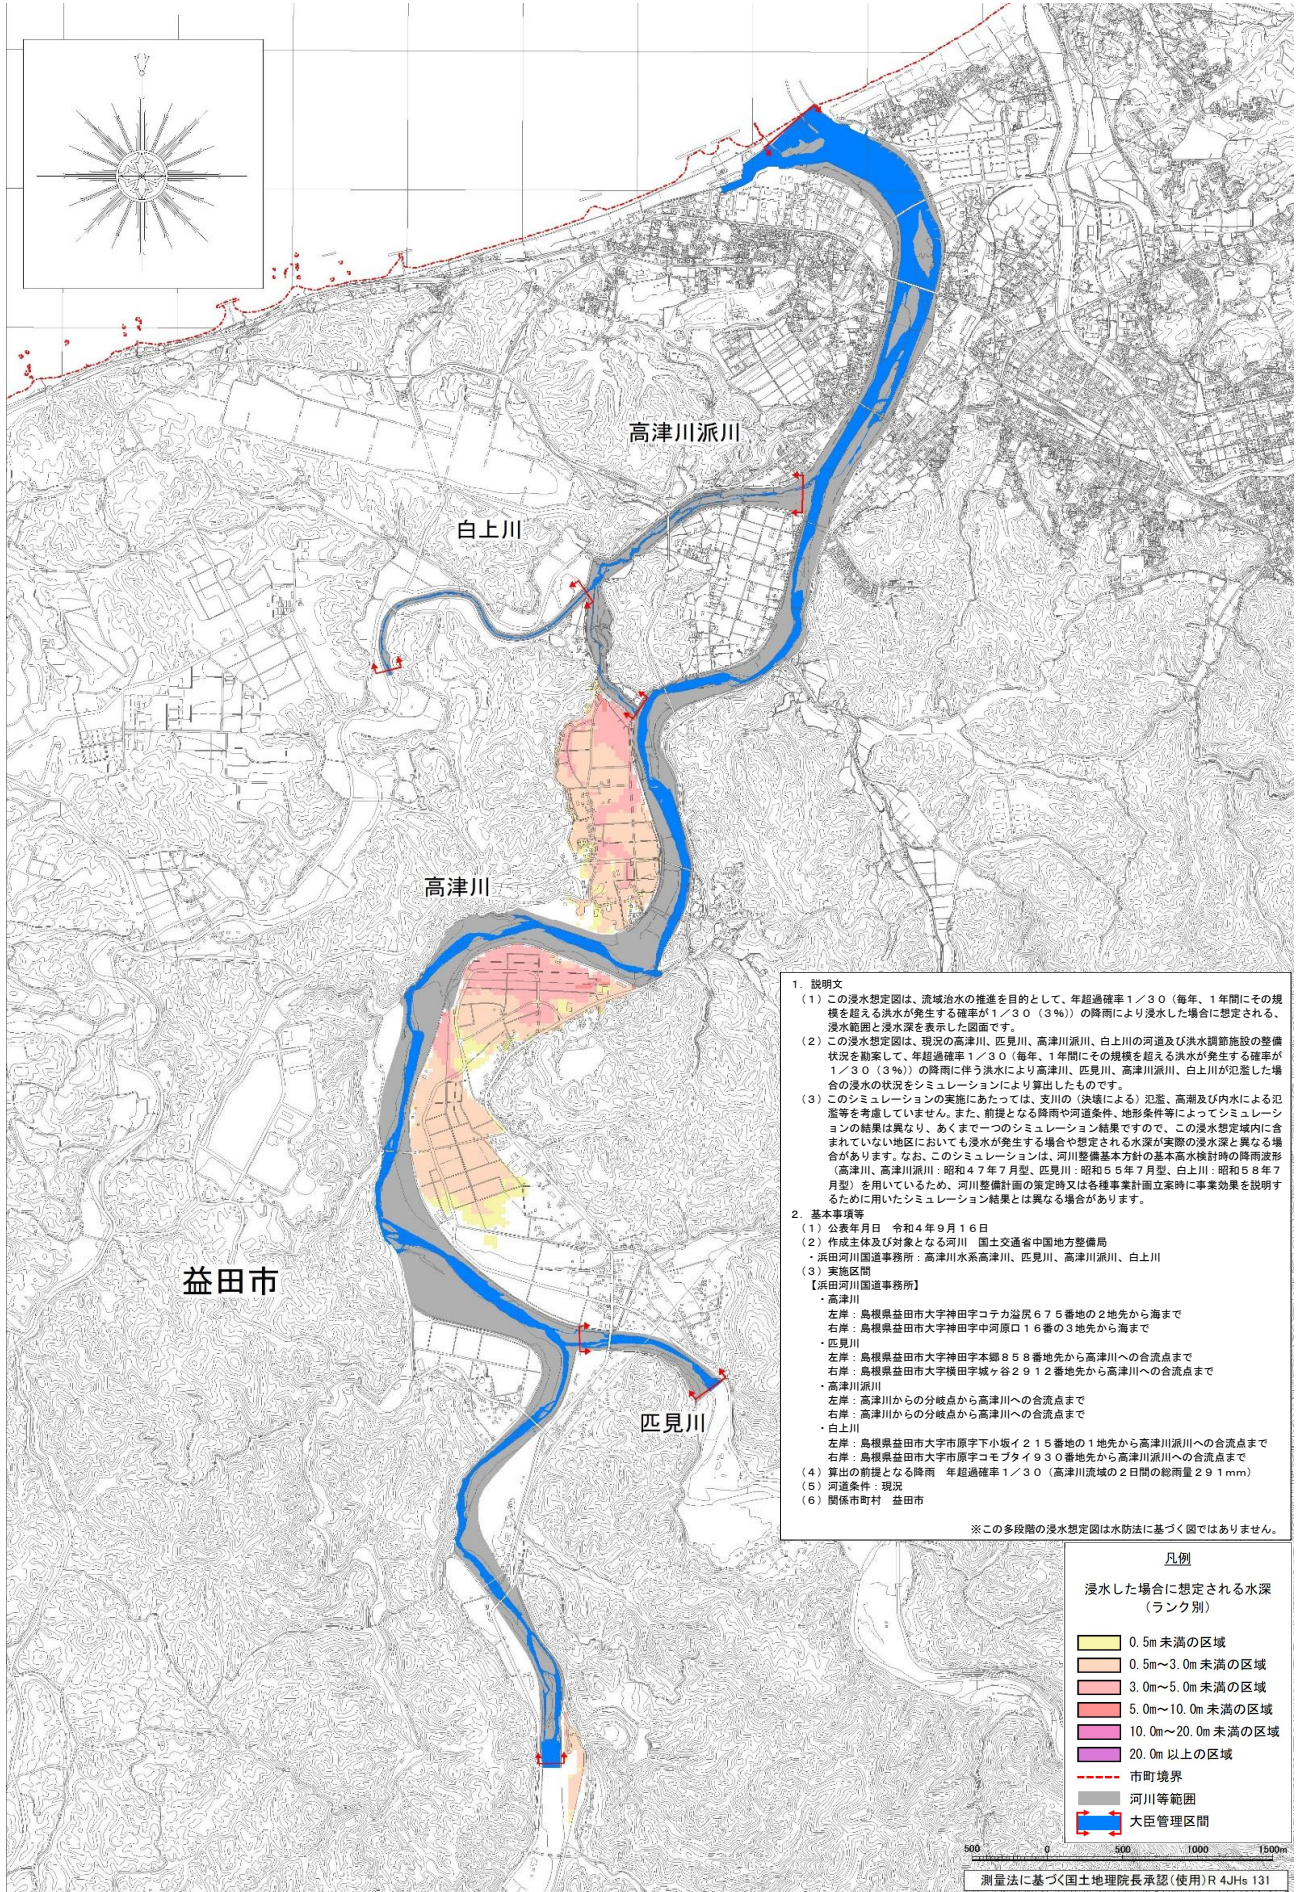 高津川派川
白上川
高津川
益田市
匹見川
1. 説明文
(1) この浸水想定図は、流域治水の推進を目的として、年超過確率1/30(毎年、1年間にその規
模を超える洪水が発生する確率が1/30(3%))の降雨により浸水した場合に想定される、
浸水範囲と浸水深を表示した図面です。
(2) この浸水想定図は、現況の高津川、匹見川、高津川派川、白上川の河道及び洪水調節施設の整備
状況を勘案して、年超過確率1/30(毎年、1年間にその規模を超える洪水が発生する確率が
1/30(3%))の降雨に伴う洪水により高津川、匹見川、高津川派川、白上川が氾濫した場
合の浸水の状況をシミュレーションにより算出したものです。
(3) このシミュレーションの実施にあたっては、支川の(決壊による)氾濫、高潮及び内水による氾
濫等を考慮していません。また、前提となる降雨や河道条件、地形条件等によってシミュレーショ
ンの結果は異なり、あくまで一つのシミュレーション結果ですので、この浸水想定域内に含
まれていない地区においても浸水が発生する場合や想定される水深が実際の浸水深と異なる場
合があります。なお、このシミュレーションは、河川整備基本方針の基本高水検討時の降雨波形
(高津川、高津川派川:昭和47年7月型、匹見川:昭和55年7月型、白上川:昭和58年7
月型)を用いているため、河川整備計画の策定時又は各種事業計画立案時に事業効果を説明す
るために用いたシミュレーション結果とは異なる場合があります。
2. 基本事項等
(1) 公表年月日 令和4年9月16日
(2) 作成主体及び対象となる河川 国土交通省中国地方整備局
・浜田河川国道事務所:高津川水系高津川、匹見川、高津川派川、白上川
(3) 実施区間
【浜田河川国道事務所】
・高津川
左岸:島根県益田市大字神田字コテカ溢尻675番地の2地先から海まで
右岸:島根県益田市大字神田字中河原口16番の3地先から海まで
・匹見川
左岸:島根県益田市大字神田字本郷858番地先から高津川への合流点まで
右岸:島根県益田市大字横田字城ヶ谷2912番地先から高津川への合流点まで
・高津川派川
左岸:高津川からの分岐点から高津川への合流点まで
右岸:高津川からの分岐点から高津川への合流点まで
・白上川
左岸:島根県益田市大字市原字下小坂イ215番地の1地先から高津川派川への合流点まで
右岸:島根県益田市大字市原字コモブタイ930番地先から高津川派川への合流点まで
(4) 算出の前提となる降雨 年超過確率1/30(高津川流域の2日間の総雨量291mm)
(5) 河道条件:現況
(6) 関係市町村 益田市
※この多段階の浸水想定図は水防法に基づく図ではありません。
凡例
浸水した場合に想定される水深
(ランク別)
0.5m未満の区域
0.5m~3.0m未満の区域
3.0m~5.0m未満の区域
5.0m~10.0m未満の区域
10.0m~20.0m未満の区域
20.0m以上の区域
市町境界
河川等範囲
大臣管理区間
500 0 500 1000 1500m
測量法に基づく国土地理院長承認(使用)R 4JHs 131